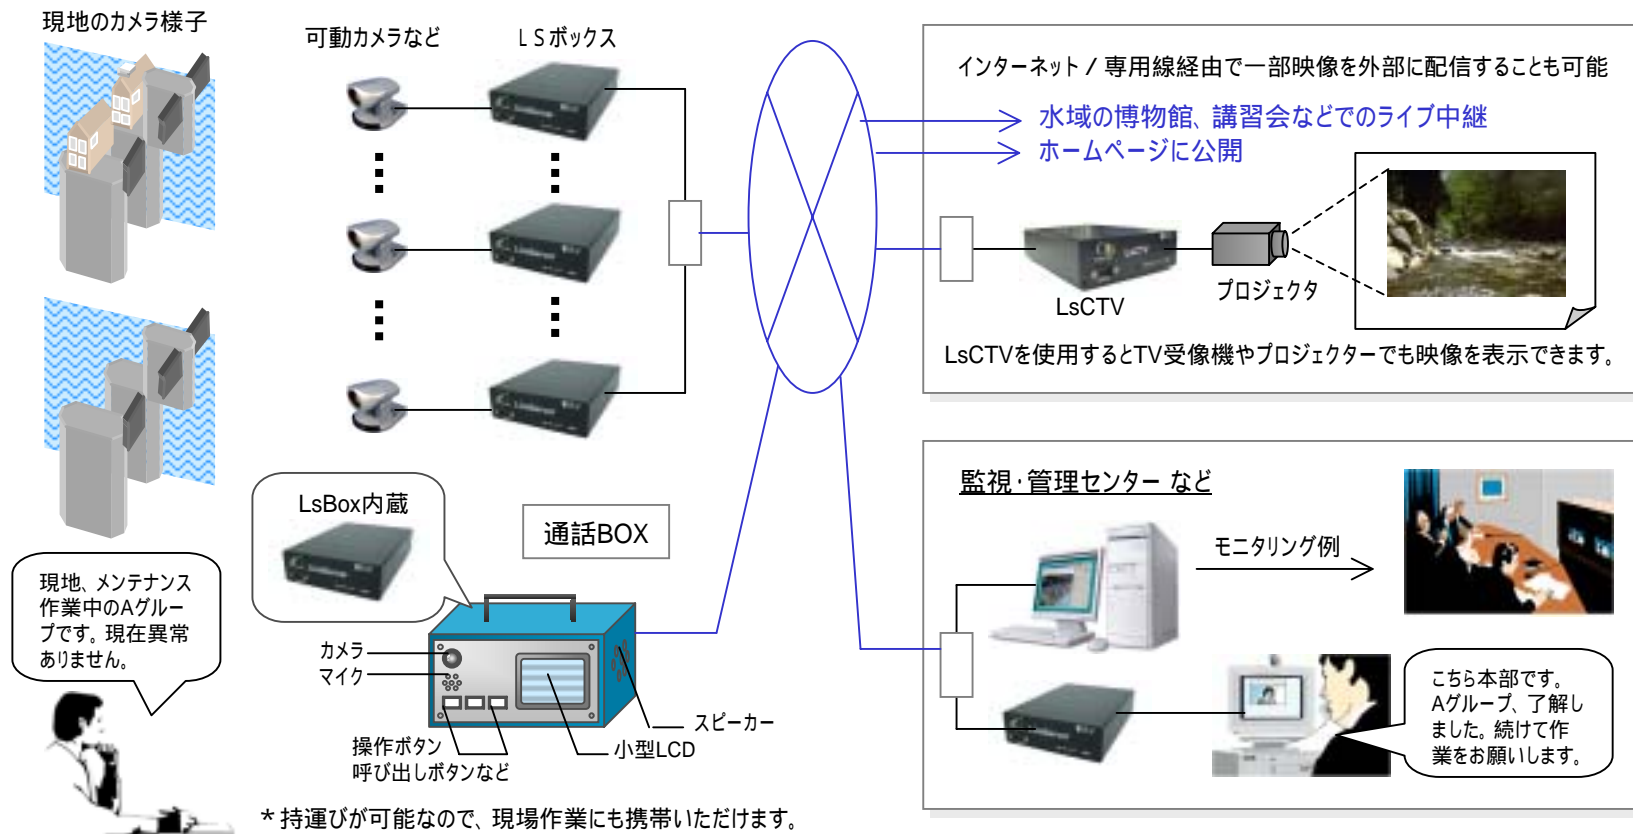 現地のカメラ様子
可動カメラなど
LSボックス
インターネット / 専用線経由で一部映像を外部に配信することも可能
水域の博物館、講習会などでのライブ中継
ホームページに公開
LsCTV
プロジェクタ
LsCTVを使用するとTV受像機やプロジェクターでも映像を表示できます。
LsBox内蔵
通話BOX
現地、メンテナンス
作業中のAグルー
プです。現在異常
ありません。
カメラ
マイク
操作ボタン
呼び出しボタンなど
スピーカー
小型LCD
*持運びが可能なので、現場作業にも携帯いただけます。
監視・管理センター など
モニタリング例
こちら本部です。
Aグループ、了解し
ました。続けて作
業をお願いします。